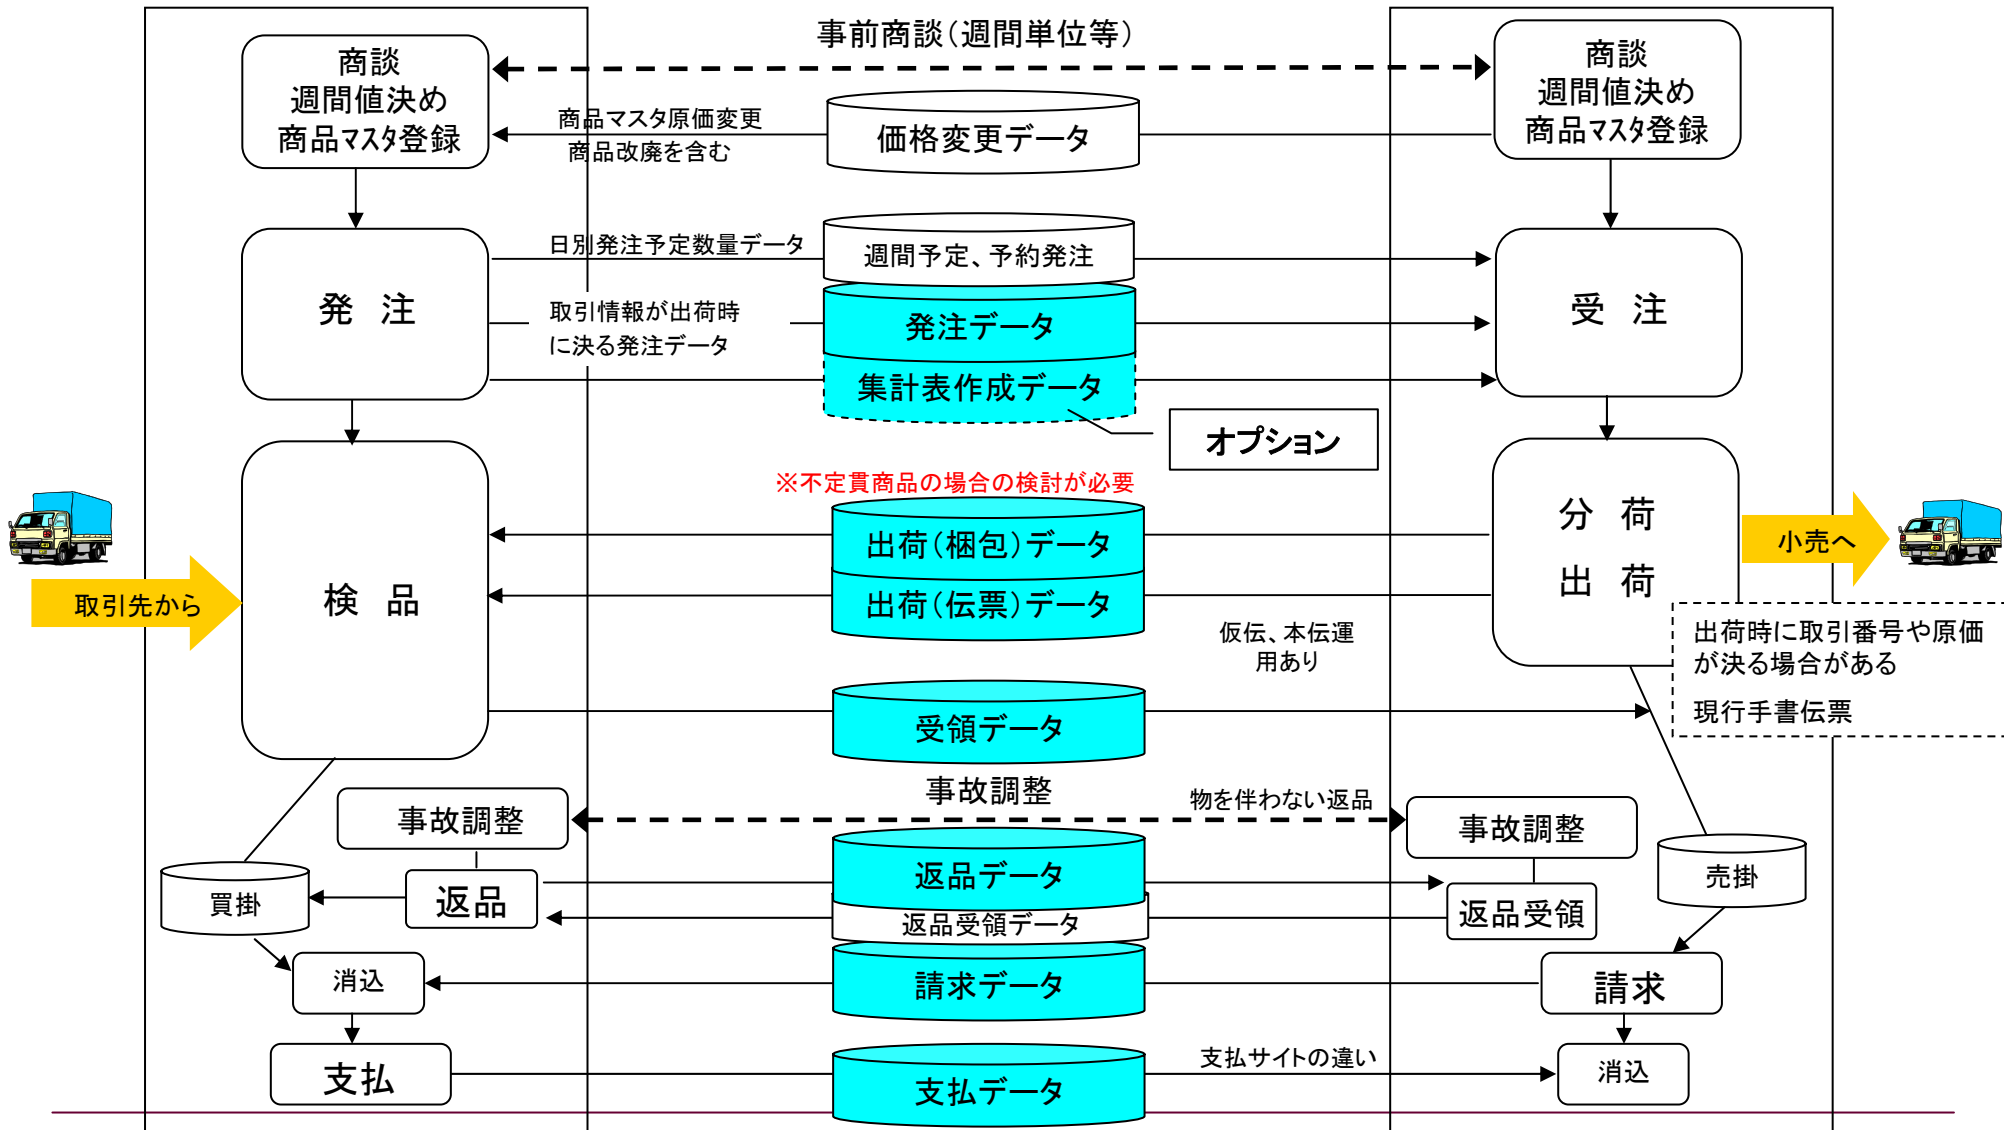 事前商談(週間単位等)
商談
週間値決め
商品マスタ登録
商談
週間値決め
商品マスタ登録
商品マスタ原価変更
商品改廃を含む
価格変更データ
発 注
日別発注予定数量データ
週間予定、予約発注
受 注
取引情報が出荷時
に決る発注データ
発注データ
集計表作成データ
オプション
※不定貫商品の場合の検討が必要
取引先から
検 品
出荷(梱包)データ
出荷(伝票)データ
分 荷
出 荷
小売へ
仮伝、本伝運
用あり
出荷時に取引番号や原価
が決る場合がある
現行手書伝票
受領データ
事故調整
物を伴わない返品
事故調整
事故調整
買掛
返品
返品データ
返品受領データ
返品受領
売掛
消込
請求データ
請求
支払
支払データ
支払サイトの違い
消込